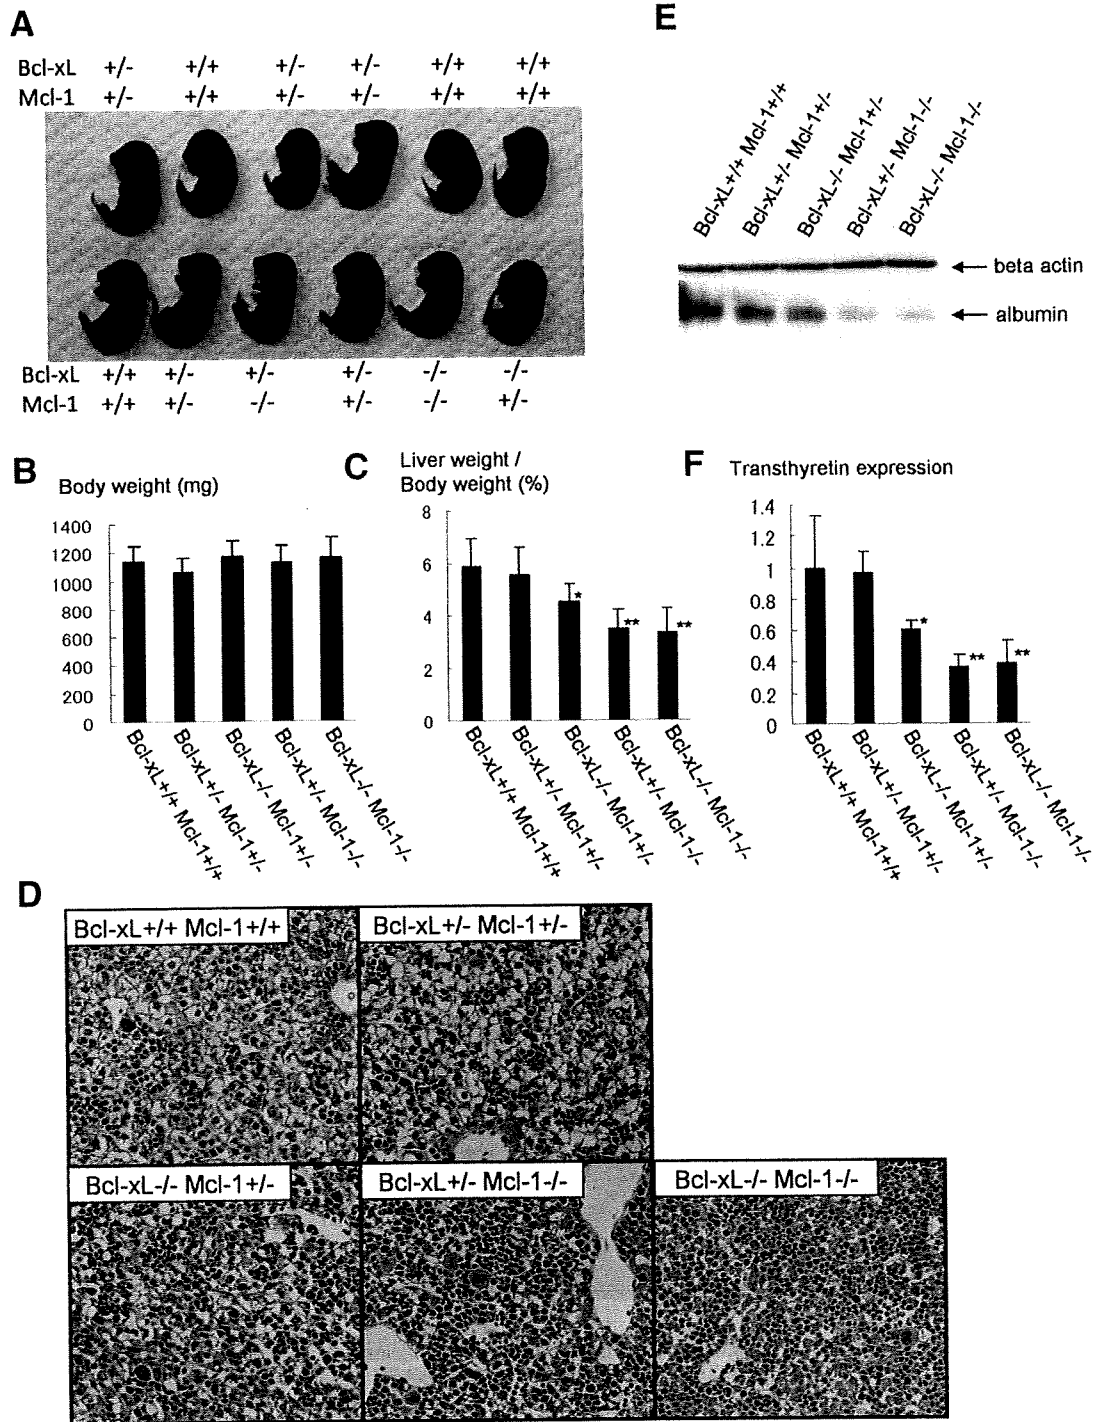 A
Bcl-xL +/- +/+ +/- +/- +/+ +/+
Mcl-1 +/- +/+ +/- +/- +/+ +/+
Bcl-xL +/+ +/- +/- +/- -/- -/-
Mcl-1 +/+ +/- -/- +/- -/- +/-
E
Bcl-xL+/+ Mcl-1+/+
Bcl-xL+/- Mcl-1+/-
Bcl-xL-/- Mcl-1+/-
Bcl-xL+/- Mcl-1-/-
Bcl-xL-/- Mcl-1-/-
beta actin
albumin
B
Body weight (mg)
1400
1200
1000
800
600
400
200
0
Bcl-xL+/+ Mcl-1+/+
Bcl-xL+/- Mcl-1+/-
Bcl-xL-/- Mcl-1+/-
Bcl-xL+/- Mcl-1-/-
Bcl-xL-/- Mcl-1-/-
C
Liver weight /
Body weight (%)
8
6
4
2
0
*
**
**
Bcl-xL+/+ Mcl-1+/+
Bcl-xL+/- Mcl-1+/-
Bcl-xL-/- Mcl-1+/-
Bcl-xL+/- Mcl-1-/-
Bcl-xL-/- Mcl-1-/-
F
Transthyretin expression
1.4
1.2
1
0.8
0.6
0.4
0.2
0
*
**
**
Bcl-xL+/+ Mcl-1+/+
Bcl-xL+/- Mcl-1+/-
Bcl-xL-/- Mcl-1+/-
Bcl-xL+/- Mcl-1-/-
Bcl-xL-/- Mcl-1-/-
D
Bcl-xL+/+ Mcl-1+/+
Bcl-xL+/- Mcl-1+/-
Bcl-xL-/- Mcl-1+/-
Bcl-xL+/- Mcl-1-/-
Bcl-xL-/- Mcl-1-/-